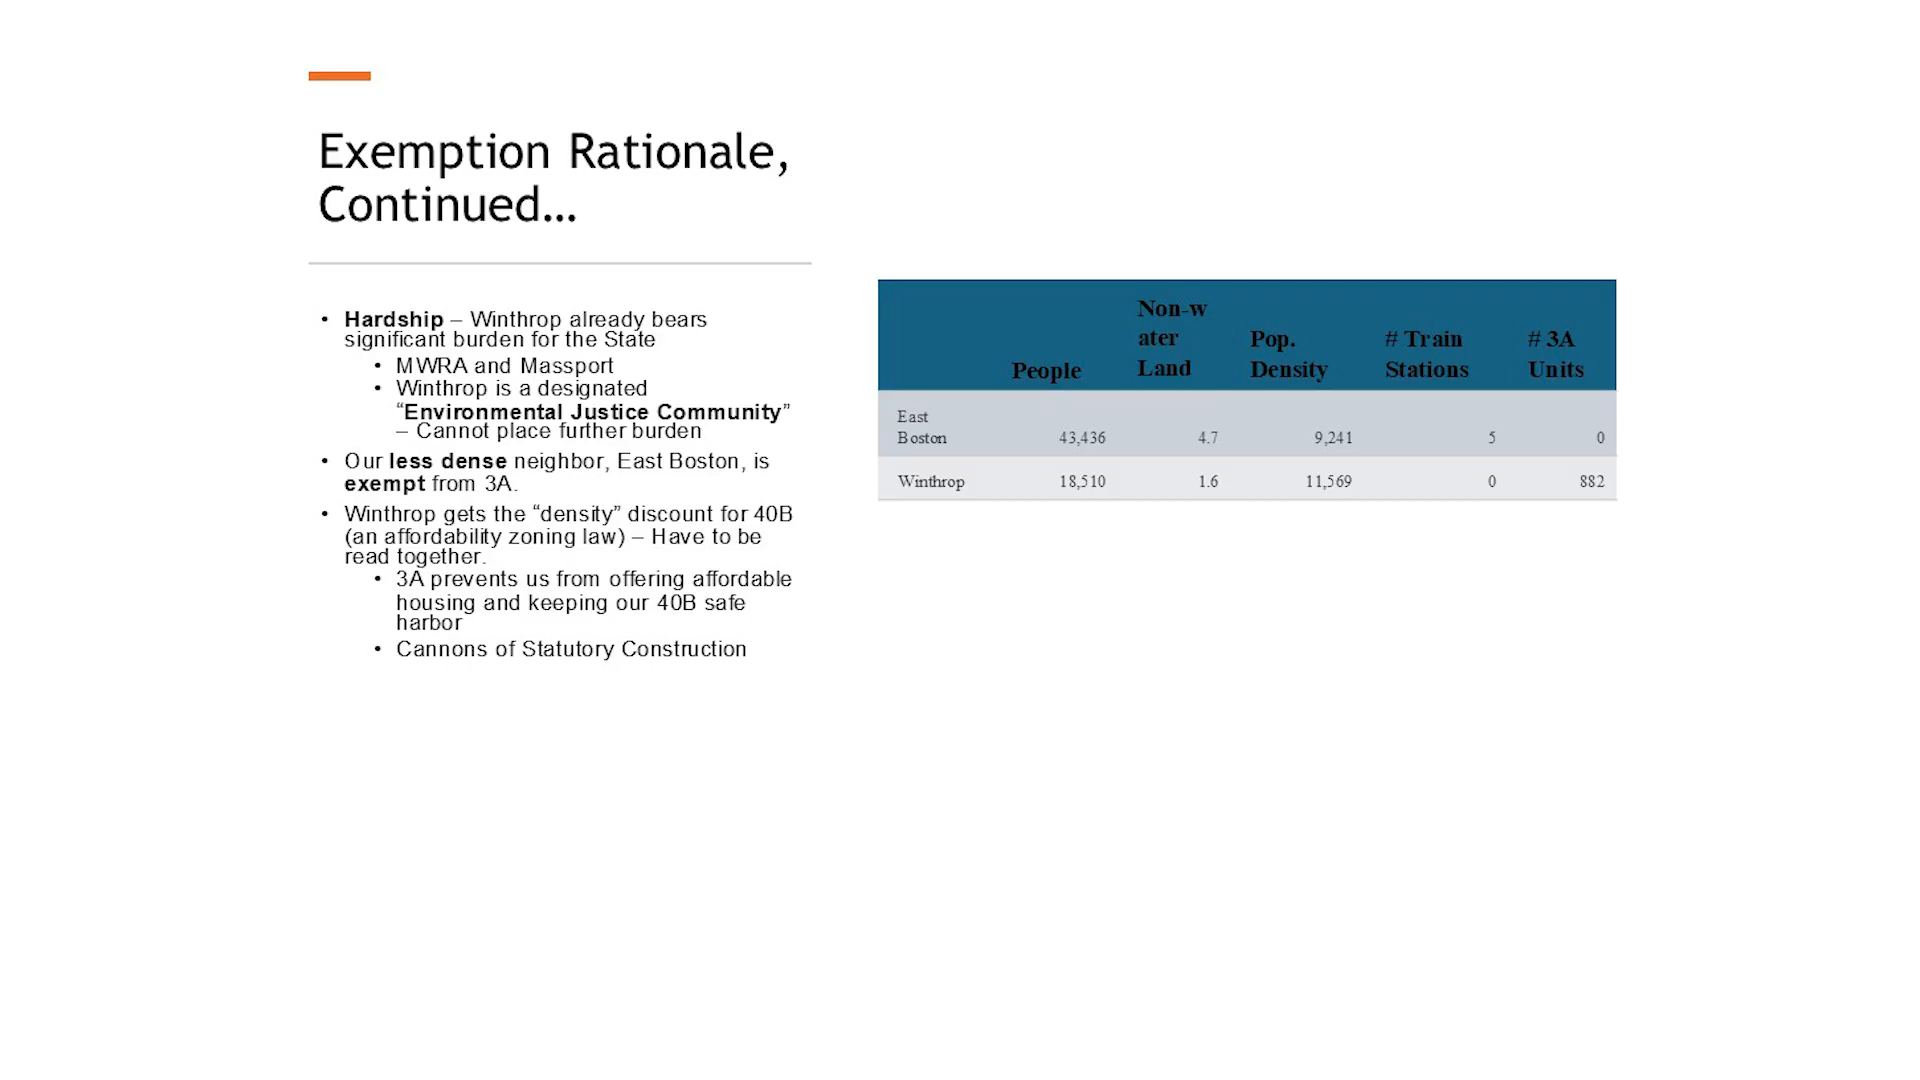 Exemption Rationale,
Continued...
• Hardship – Winthrop already bears
significant burden for the State
• MWRA and Massport
• Winthrop is a designated
“Environmental Justice Community”
– Cannot place further burden
• Our less dense neighbor, East Boston, is
exempt from 3A.
• Winthrop gets the “density” discount for 40B
(an affordability zoning law) – Have to be
read together.
• 3A prevents us from offering affordable
housing and keeping our 40B safe
harbor
• Cannons of Statutory Construction
People Non-w
ater
Land Pop.
Density # Train
Stations # 3A
Units
East
Boston 43,436 4.7 9,241 5 0
Winthrop 18,510 1.6 11,569 0 882